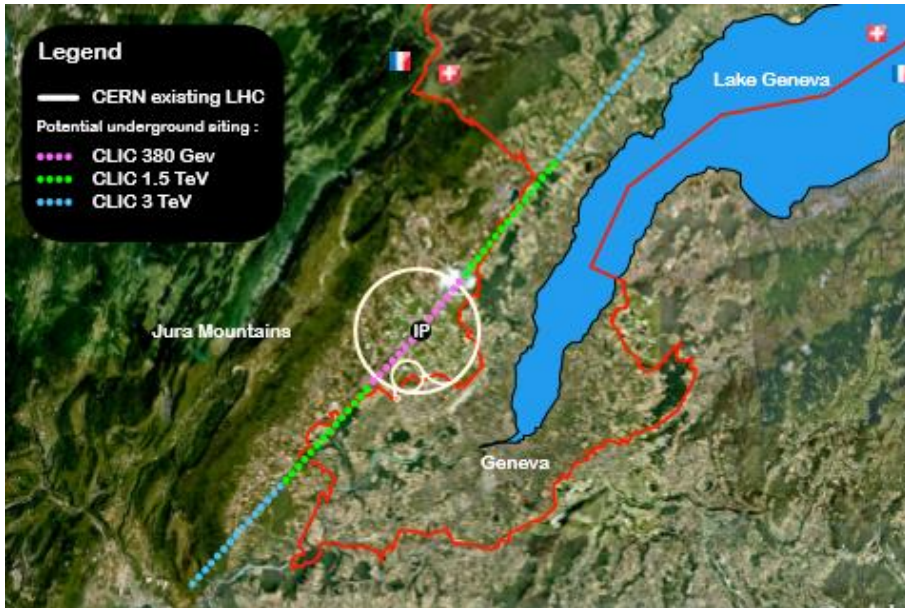 Legend
CERN existing LHC
Potential underground siting :
CLIC 380 Gev
CLIC 1.5 TeV
CLIC 3 TeV
Lake Geneva
Jura Mountains
IP
Geneva